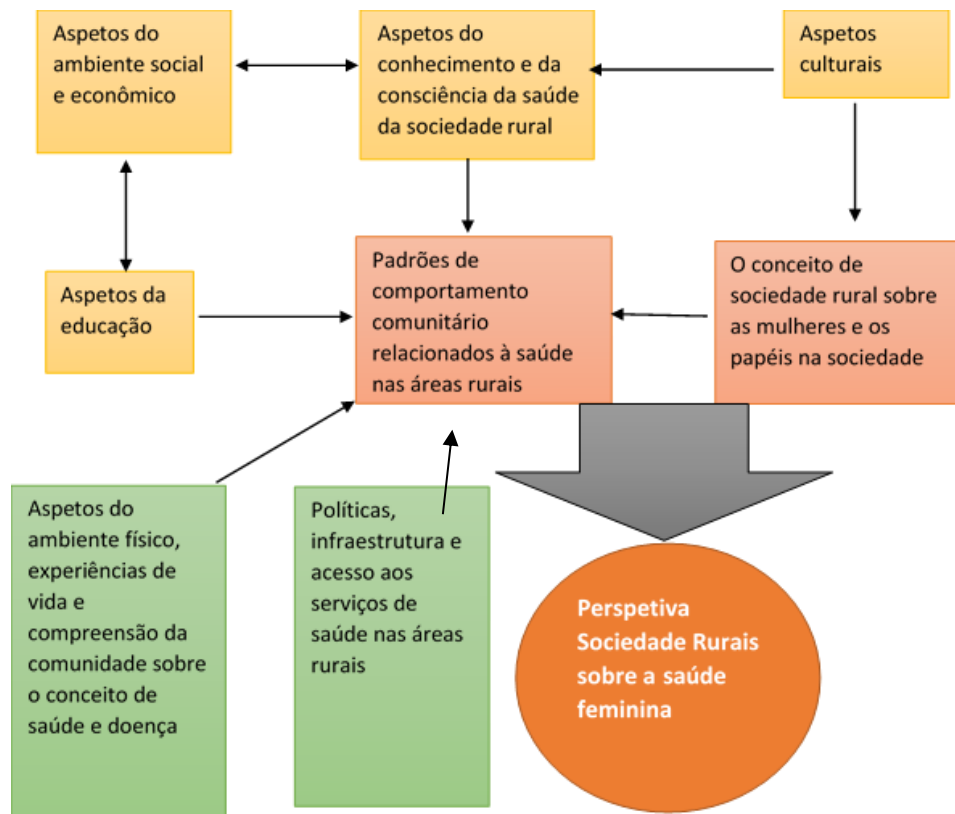 Aspetos do
ambiente social
e econômico
Aspetos do
conhecimento e da
consciência da saúde
da sociedade rural
Aspetos
culturais
Aspetos da
educação
Padrões de
comportamento
comunitário
relacionados à saúde
nas áreas rurais
O conceito de
sociedade rural sobre
as mulheres e os
papéis na sociedade
Aspetos do
ambiente físico,
experiências de
vida e
compreensão da
comunidade sobre
o conceito de
saúde e doença
Políticas,
infraestrutura e
acesso aos
serviços de
saúde nas áreas
rurais
Perspetiva
Sociedade Rurais
sobre a saúde
feminina